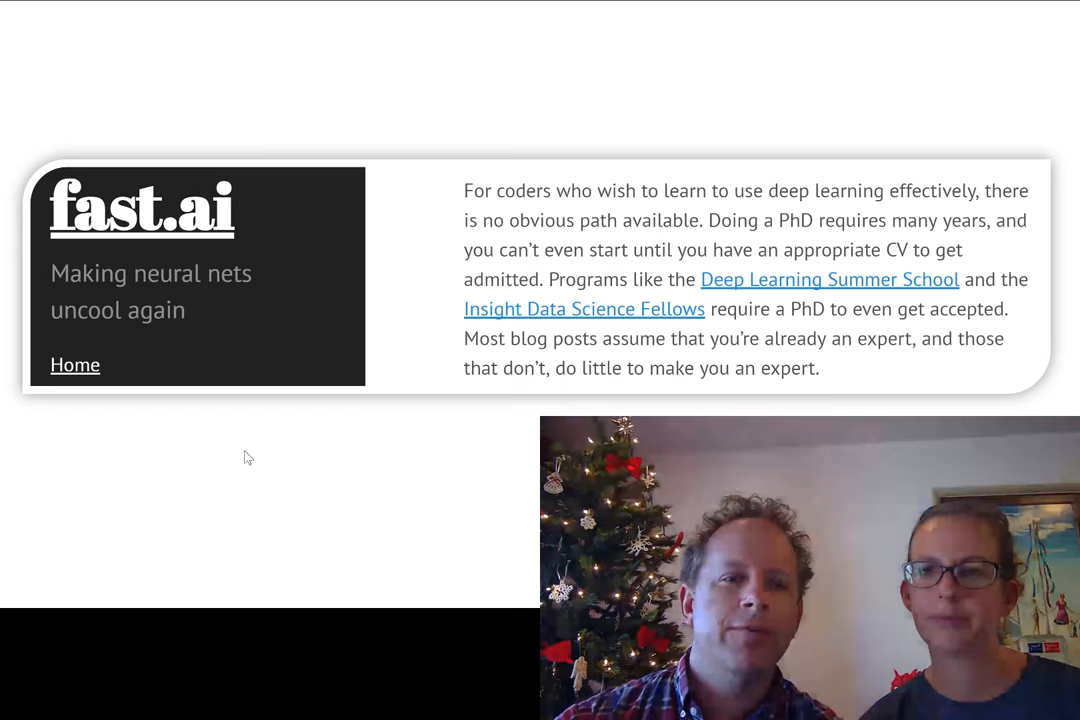 fast.ai
Making neural nets
uncool again
Home
For coders who wish to learn to use deep learning effectively, there
is no obvious path available. Doing a PhD requires many years, and
you can’t even start until you have an appropriate CV to get
admitted. Programs like the Deep Learning Summer School and the
Insight Data Science Fellows require a PhD to even get accepted.
Most blog posts assume that you’re already an expert, and those
that don’t, do little to make you an expert.